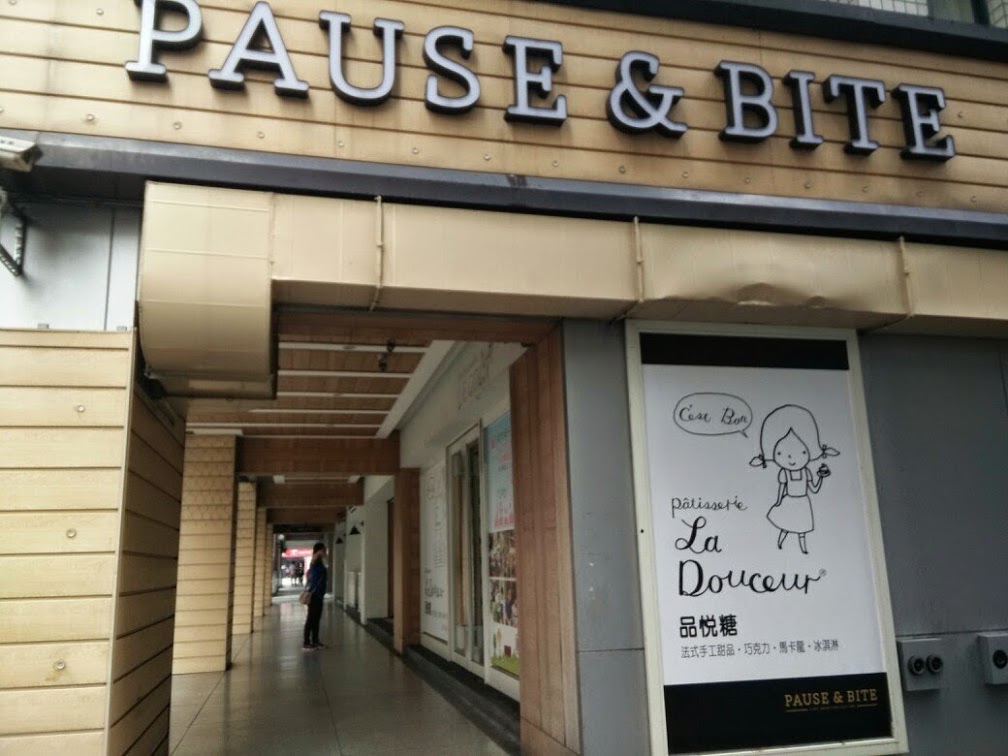 PAUSE & BITE
C'est Bon
pâtisserie
La
Douceur®
品悅糖
法式手工甜品・巧克力・馬卡龍・冰淇淋
PAUSE & BITE